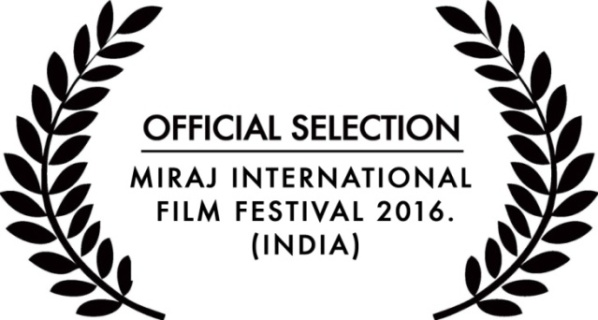 OFFICIAL SELECTION
MIRAJ INTERNATIONAL
FILM FESTIVAL 2016.
(INDIA)